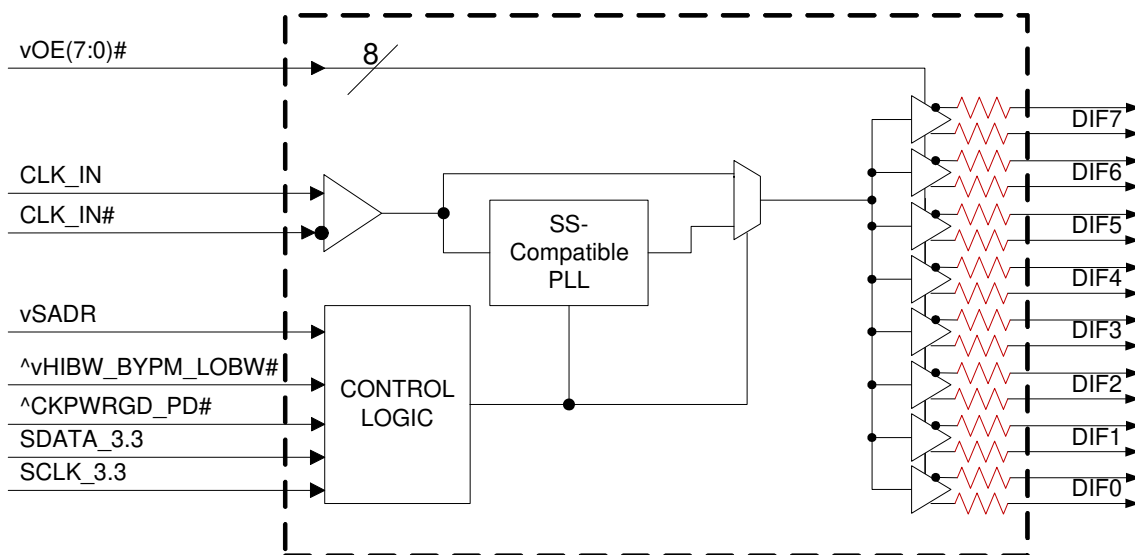 vOE(7:0)#
8
CLK_IN
CLK_IN#
SS-
Compatible
PLL
vSADR
^vHIBW_BYPM_LOBW#
^CKPWRGD_PD#
SDATA_3.3
SCLK_3.3
CONTROL
LOGIC
DIF7
DIF6
DIF5
DIF4
DIF3
DIF2
DIF1
DIF0